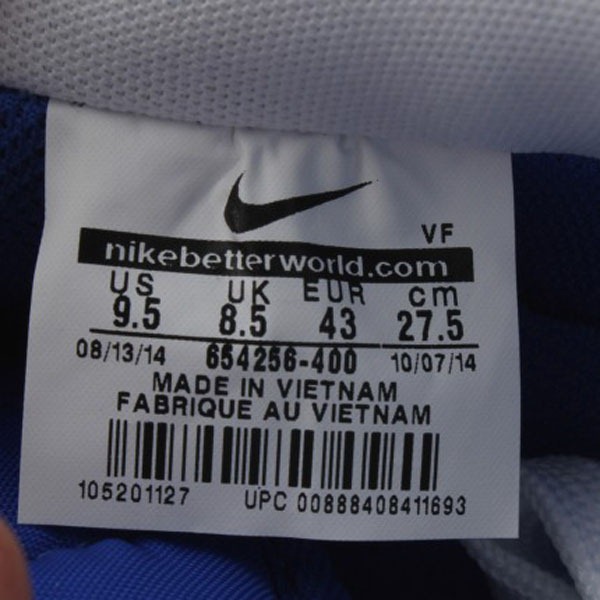 VF
nikebetterworld.com
US UK EUR cm
9.5 8.5 43 27.5
08/13/14 654256-400 10/07/14
MADE IN VIETNAM
FABRIQUE AU VIETNAM
105201127 UPC 00888408411693